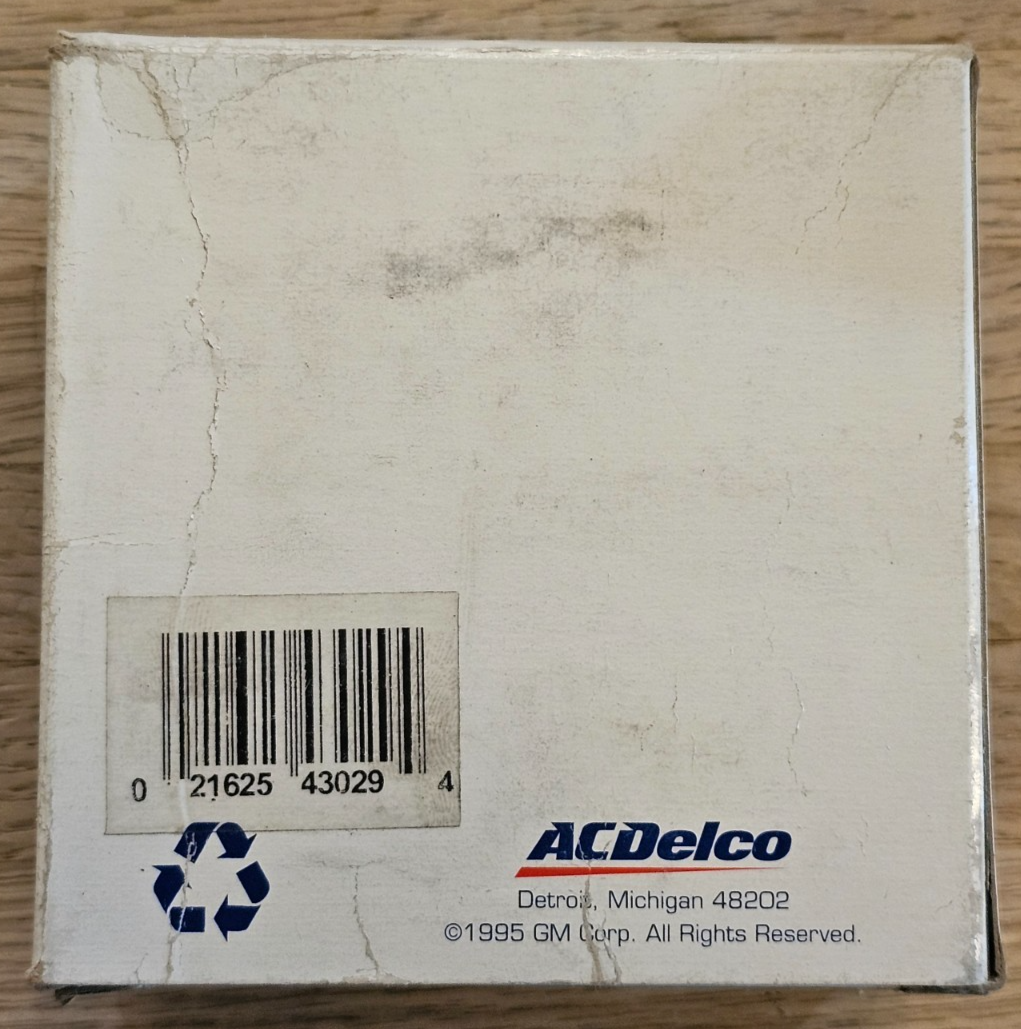 0 21625 43029 4
ACDelco
Detroit, Michigan 48202
©1995 GM Corp. All Rights Reserved.